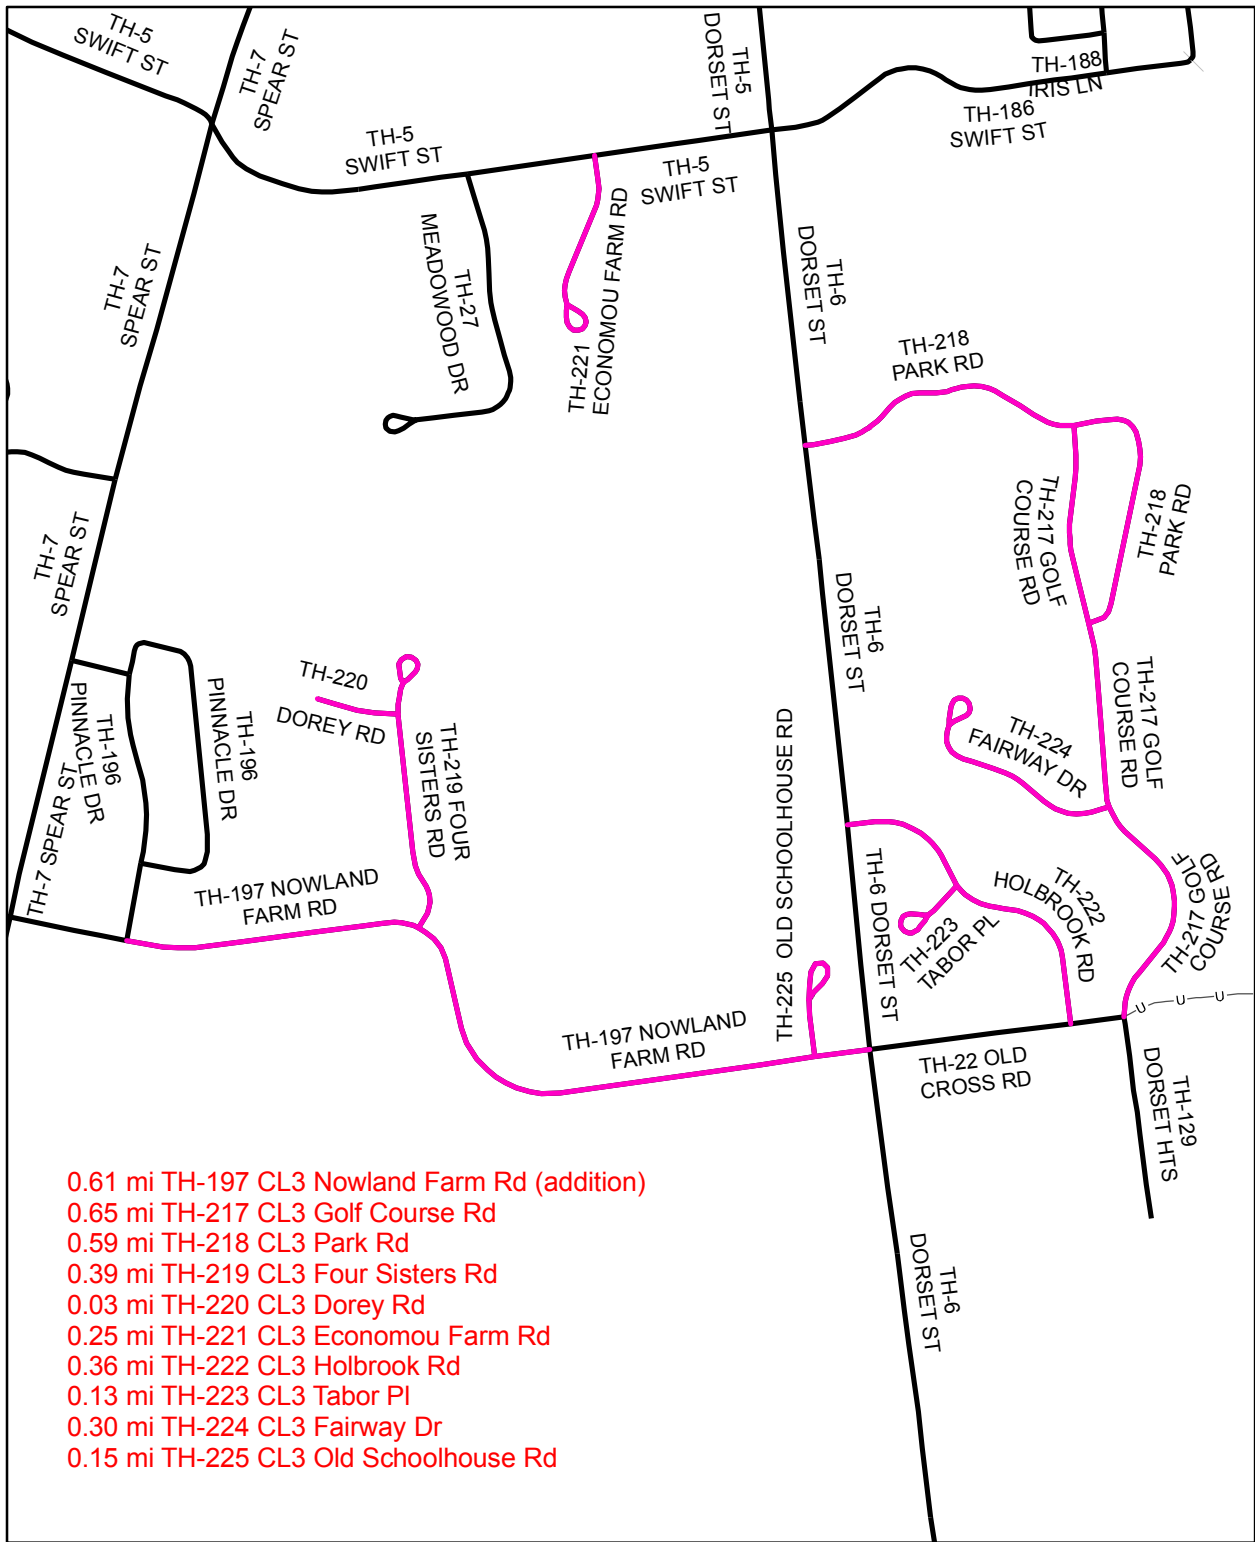 TH-5
SWIFT ST
TH-7
SPEAR ST
TH-5
DORSET ST
TH-188
IRIS LN
TH-186
SWIFT ST
TH-5
SWIFT ST
TH-5
SWIFT ST
TH-27
MEADOWOOD DR
TH-221
ECONOMOU FARM RD
TH-7
SPEAR ST
TH-6
DORSET ST
TH-218
PARK RD
TH-217 GOLF
COURSE RD
TH-218
PARK RD
TH-7
SPEAR ST
TH-6
DORSET ST
TH-220
DOREY RD
TH-196
PINNACLE DR
TH-196
PINNACLE DR
TH-219 FOUR
SISTERS RD
TH-217 GOLF
COURSE RD
TH-224
FAIRWAY DR
TH-7 SPEAR ST
TH-197 NOWLAND
FARM RD
TH-225 OLD SCHOOLHOUSE RD
TH-6 DORSET ST
TH-222
HOLBROOK RD
TH-223
TABOR PL
TH-217 GOLF
COURSE RD
U U U
TH-197 NOWLAND
FARM RD
TH-22 OLD
CROSS RD
TH-129
DORSET HTS
TH-6
DORSET ST
0.61 mi TH-197 CL3 Nowland Farm Rd (addition)
0.65 mi TH-217 CL3 Golf Course Rd
0.59 mi TH-218 CL3 Park Rd
0.39 mi TH-219 CL3 Four Sisters Rd
0.03 mi TH-220 CL3 Dorey Rd
0.25 mi TH-221 CL3 Economou Farm Rd
0.36 mi TH-222 CL3 Holbrook Rd
0.13 mi TH-223 CL3 Tabor Pl
0.30 mi TH-224 CL3 Fairway Dr
0.15 mi TH-225 CL3 Old Schoolhouse Rd